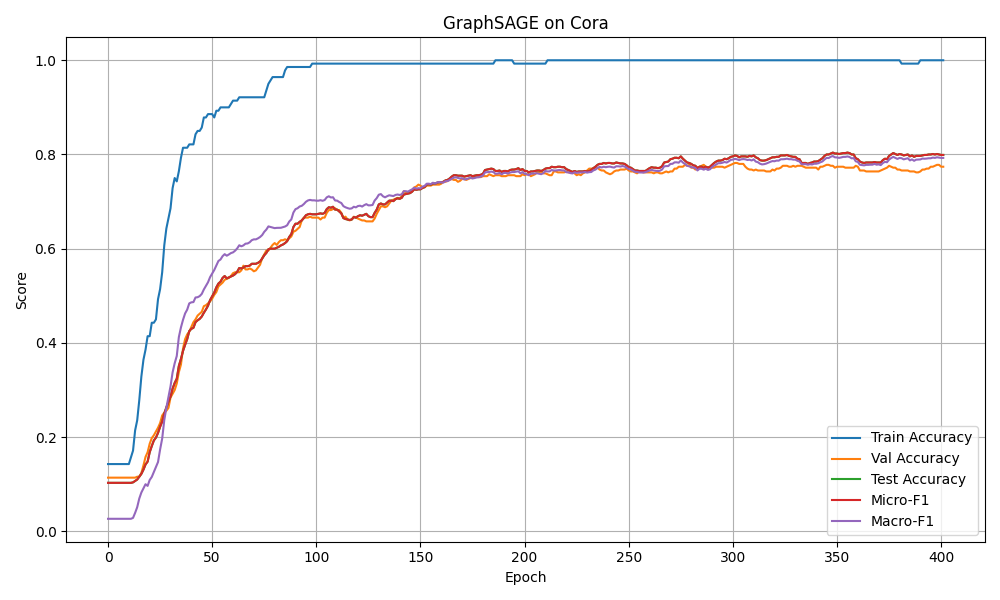 GraphSAGE on Cora
1.0
0.8
0.6
0.4
0.2
0.0
Score
0 50 100 150 200 250 300 350 400
Epoch
Train Accuracy
Val Accuracy
Test Accuracy
Micro-F1
Macro-F1